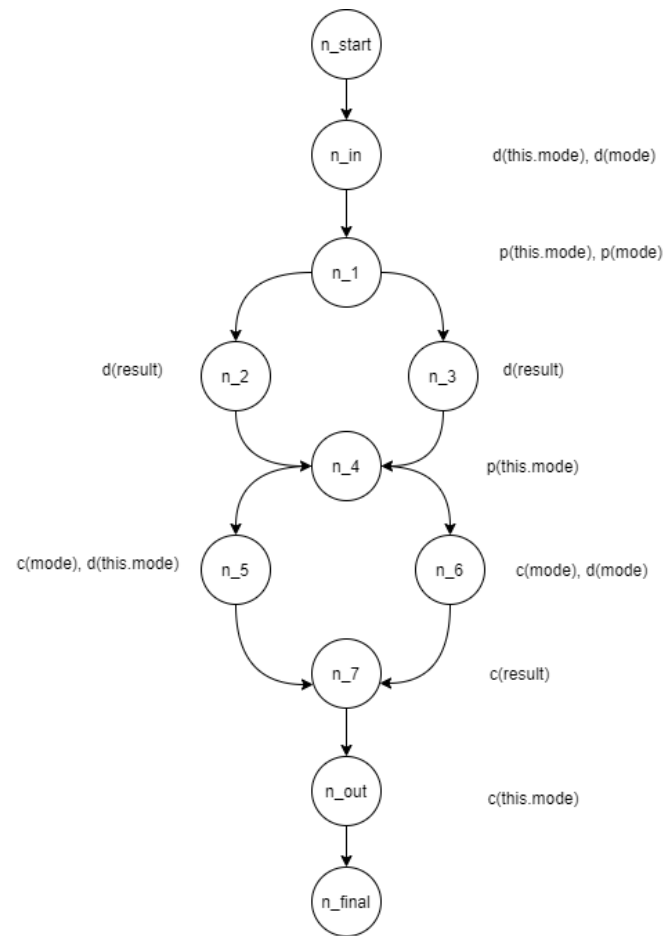 n_start
n_in
d(this.mode), d(mode)
p(this.mode), p(mode)
n_1
d(result)
n_2
n_3
d(result)
n_4
p(this.mode)
c(mode), d(this.mode)
n_5
n_6
c(mode), d(mode)
n_7
c(result)
n_out
c(this.mode)
n_final